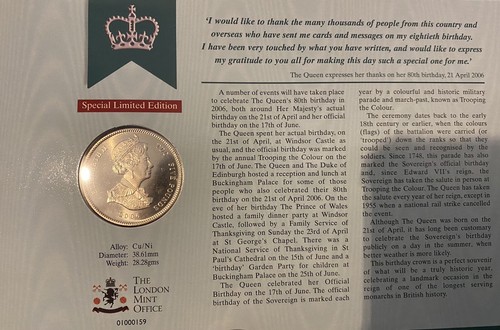 'I would like to thank the many thousands of people from this country and
overseas who have sent me cards and messages on my eightieth birthday.
I have been very touched by what you have written, and would like to express
my gratitude to you all for making this day such a special one for me.'
The Queen expresses her thanks on her 80th birthday, 21 April 2006
Special Limited Edition
FIVE POUNDS
2006
Alloy: Cu/Ni
Diameter: 38.61mm
Weight: 28.28gm
THE
LONDON
MINT
OFFICE
01000159
A number of events will have taken place
to celebrate The Queen's 80th birthday in
2006, both around Her Majesty's actual
birthday on the 21st of April and her official
birthday on the 17th of June.
The Queen spent her actual birthday, on
the 21st of April, at Windsor Castle as
usual, and the official birthday was marked
by the annual Trooping the Colour on the
17th of June. The Queen and The Duke of
Edinburgh hosted a reception and lunch at
Buckingham Palace for some of those
people who also celebrated their 80th
birthday on the 21st of April 2006. On the
eve of her birthday The Prince of Wales
hosted a family dinner party at Windsor
Castle, followed by a Family Service of
Thanksgiving on Sunday the 23rd of April
at St George's Chapel. There was a
National Service of Thanksgiving in St
Paul's Cathedral on the 15th of June and a
'birthday' Garden Party for children at
Buckingham Palace on the 25th of June.
The Queen celebrated her Official
Birthday on the 17th of June. The official
birthday of the Sovereign is marked each
year by a colourful and historic military
parade and march-past, known as Trooping
the Colour.
The ceremony dates back to the early
18th century or earlier, when the colours
(flags) of the battalion were carried (or
'trooped') down the ranks so that they
could be seen and recognised by the
soldiers. Since 1748, this parade has also
marked the Sovereign's official birthday
and, since Edward VII's reign, the
Sovereign has taken the salute in person at
Trooping the Colour. The Queen has taken
the salute every year of her reign, except in
1955 when a national rail strike cancelled
the event.
Although The Queen was born on the
21st of April, it has long been customary
to celebrate the Sovereign's birthday
publicly on a day in the summer, when
better weather is more likely.
This birthday crown is a perfect souvenir
of what will be a truly historic year,
celebrating a landmark occasion in the
reign of one of the longest serving
monarchs in British history.